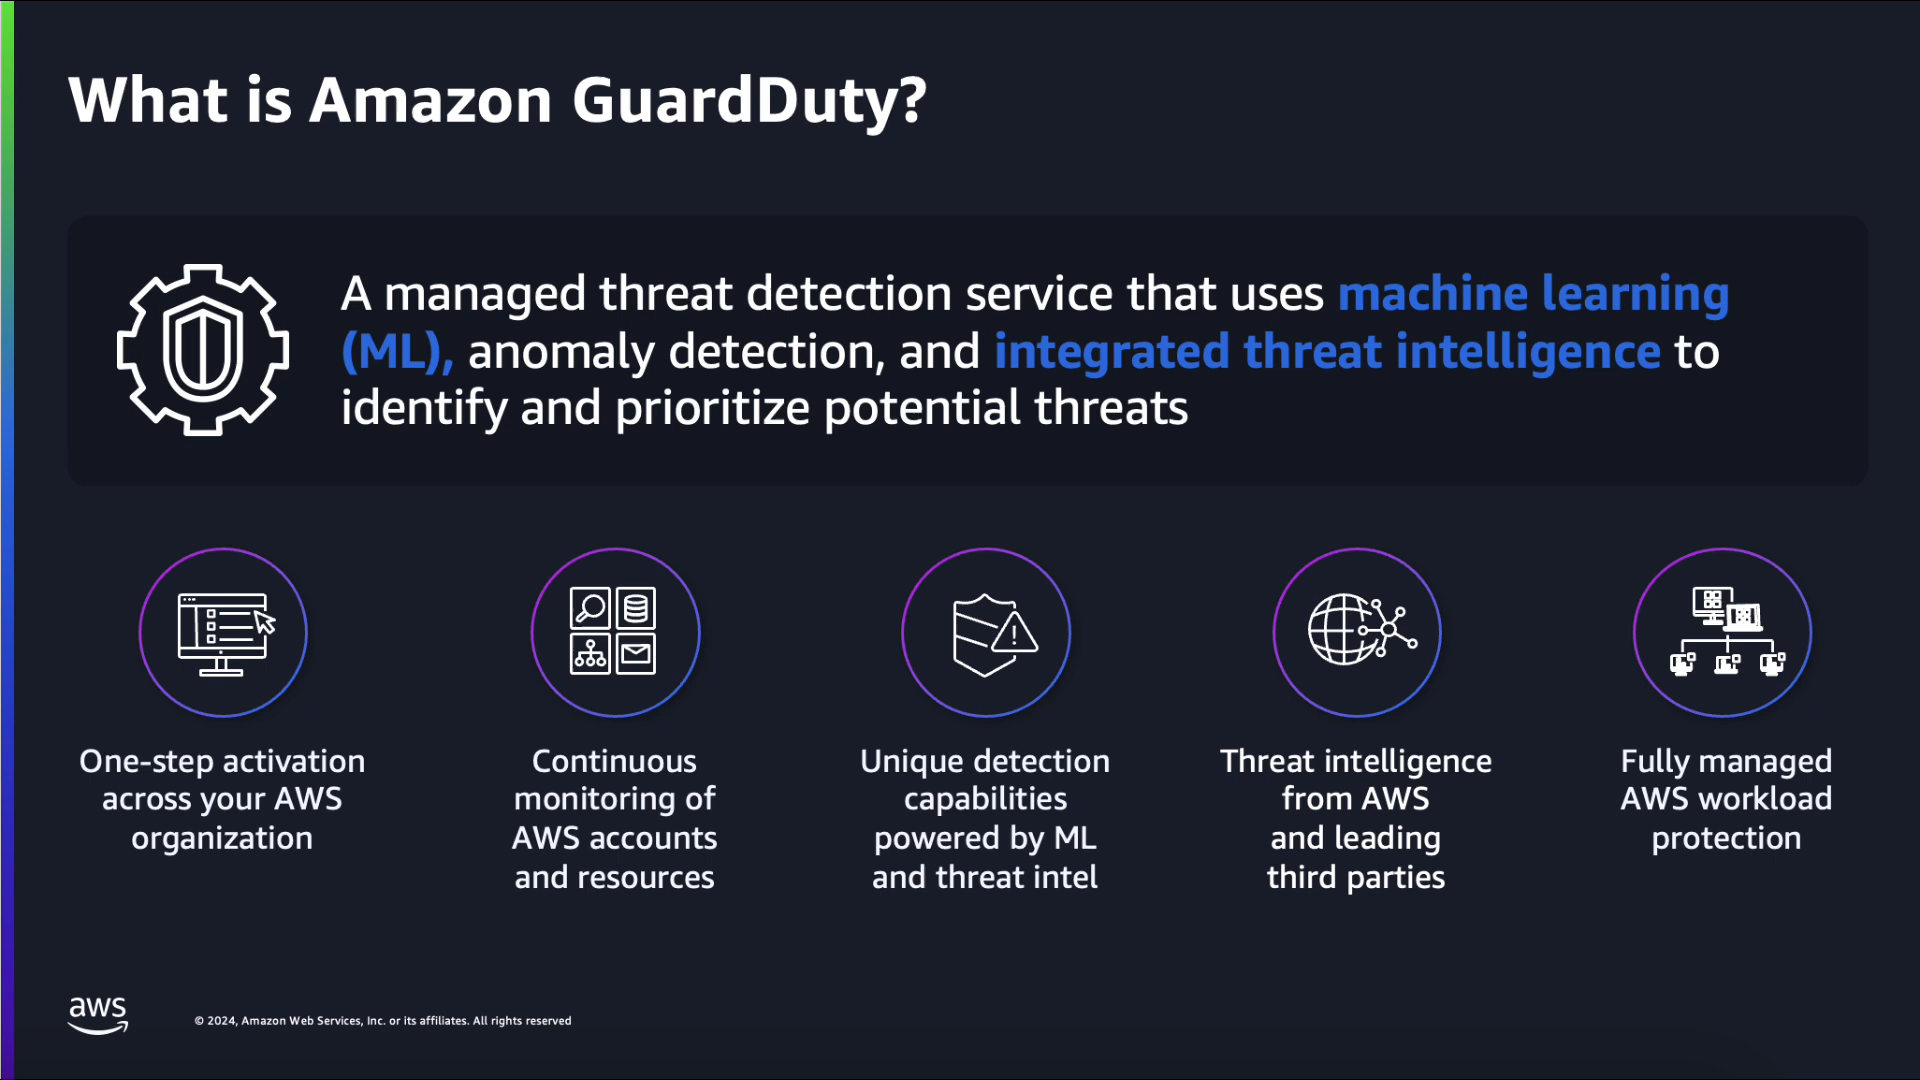 What is Amazon GuardDuty?
A managed threat detection service that uses machine learning
(ML), anomaly detection, and integrated threat intelligence to
identify and prioritize potential threats
One-step activation
across your AWS
organization
Continuous
monitoring of
AWS accounts
and resources
Unique detection
capabilities
powered by ML
and threat intel
Threat intelligence
from AWS
and leading
third parties
Fully managed
AWS workload
protection
aws
© 2024, Amazon Web Services, Inc. or its affiliates. All rights reserved